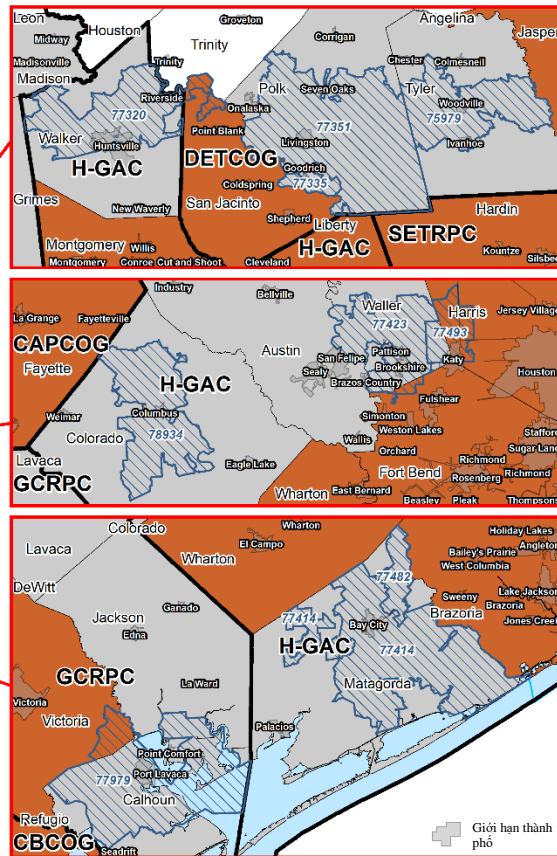 Leon
Houston
Groveton
Angelina
Midway
Corrigan
Jasper
Trinity
Madisonville
Madison
Trinity
Chester
Colmesneil
Polk
Seven Oaks
Tyler
Riverside
77320
Onalaska
Woodville
75979
Walker
Point Blank
77351
Huntsville
Livingston
Ivanhoe
H-GAC
DETCOG
Goodrich
77335
Coldspring
Grimes
New Waverly
San Jacinto
Hardin
Shepherd
Liberty
SETRPC
Montgomery
Willis
H-GAC
Kountze
Montgomery
Conroe
Cut and Shoot
Cleveland
Silsbee
Industry
Bellville
Waller
Harris
La Grange
Fayetteville
77423
Jersey Village
CAPCOG
Austin
77493
Fayette
San Felipe
Pattison
Katy
H-GAC
Sealy
Brookshire
Houston
Brazos Country
Fulshear
Weimar
Columbus
Simonton
Weston Lakes
Stafford
Colorado
78934
Wallis
Orchard
Sugar Land
Lavaca
Eagle Lake
Fort Bend
Richmond
Rosenberg
Richmond
GCRPC
Wharton
East Bernard
Beasley
Pleak
Thompsons
Colorado
Wharton
Holiday Lakes
Lavaca
Wharton
El Campo
Angleton
Bailey's Prairie
West Columbia
DeWitt
77482
Sweeny
Lake Jackson
Jackson
Ganado
77414
Brazoria
Brazoria
Edna
Bay City
Jones Creek
H-GAC
77414
GCRPC
La Ward
Matagorda
Victoria
Victoria
Palacios
Point Comfort
77979
Port Lavaca
Calhoun
Refugio
CBCOG
Seadrift
Giới hạn thành
phố